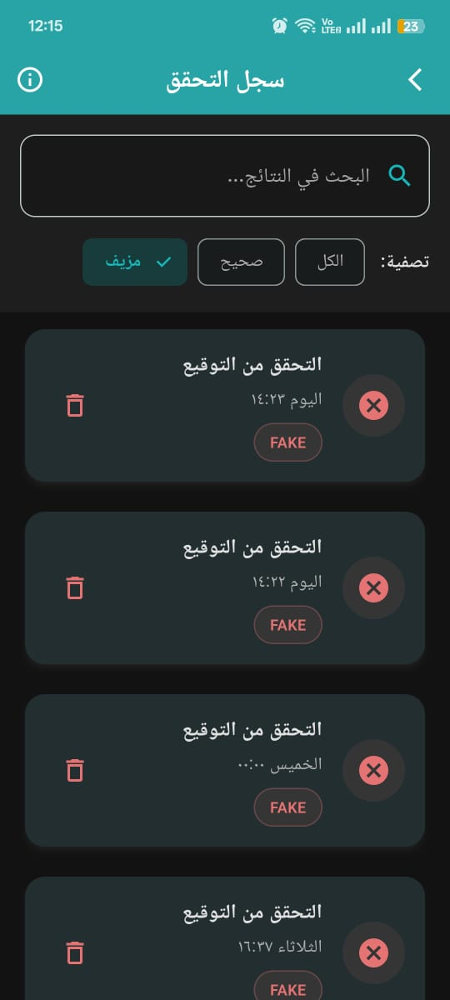 12:15
Vo LTE2 23
سجل التحقق
البحث في النتائج...
تصفية: الكل صحيح مزيف
التحقق من التوقيع
اليوم ١٤:٢٣
FAKE
التحقق من التوقيع
اليوم ١٤:٢٢
FAKE
التحقق من التوقيع
الخميس ٠٠:٠٠
FAKE
التحقق من التوقيع
الثلاثاء ١٦:٣٧
FAKE